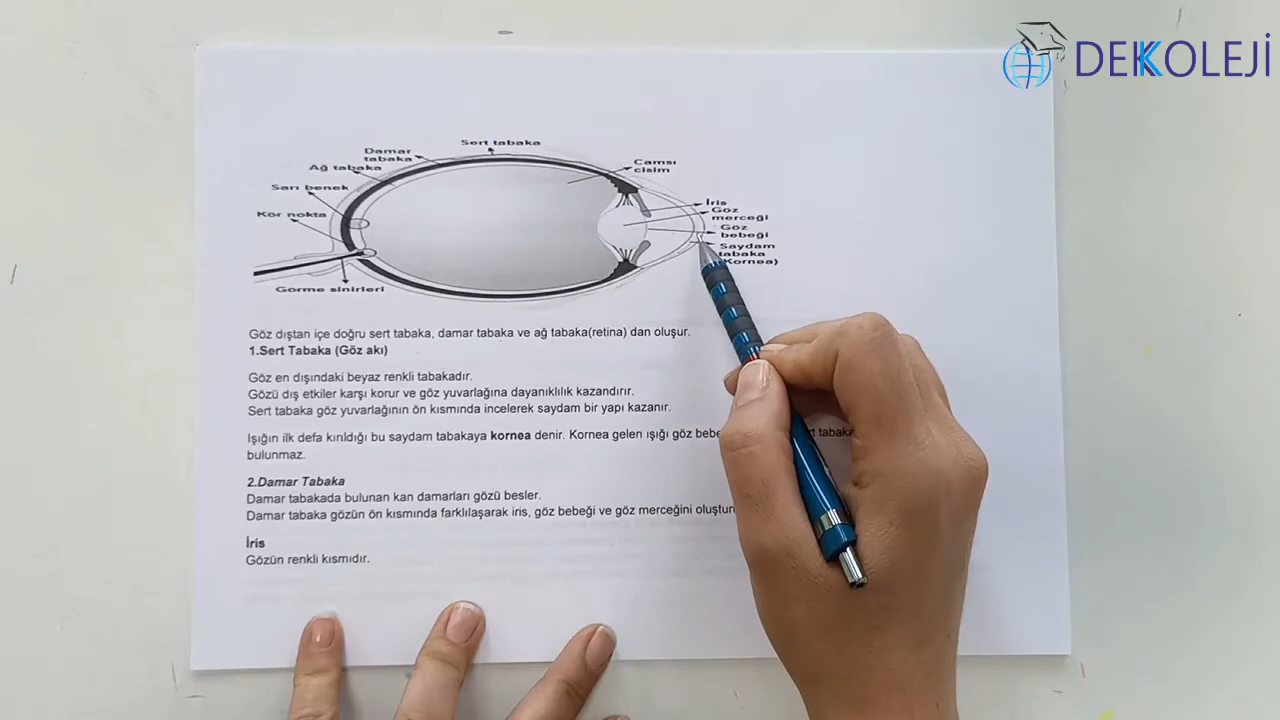 DEKKOLEJİ
Sert tabaka
Damar
tabaka
Ağ tabaka
Sarı benek
Kör nokta
Görme sinirleri
Camsı
cisim
İris
Göz
merceği
Göz
bebeği
Saydam
tabaka
Kornea)
Göz dıştan içe doğru sert tabaka, damar tabaka ve ağ tabaka(retina) dan oluşur.
1.Sert Tabaka (Göz akı)
Göz en dışındaki beyaz renkli tabakadır.
Gözü dış etkiler karşı korur ve göz yuvarlağına dayanıklılık kazandırır.
Sert tabaka göz yuvarlağının ön kısmında incelerek saydam bir yapı kazanır.
Işığın ilk defa kırıldığı bu saydam tabakaya kornea denir. Kornea gelen ışığı göz tabaka
bulunmaz.
2.Damar Tabaka
Damar tabakada bulunan kan damarları gözü besler.
Damar tabaka gözün ön kısmında farklılaşarak iris, göz bebeği ve göz merceğini
İris
Gözün renkli kısmıdır.